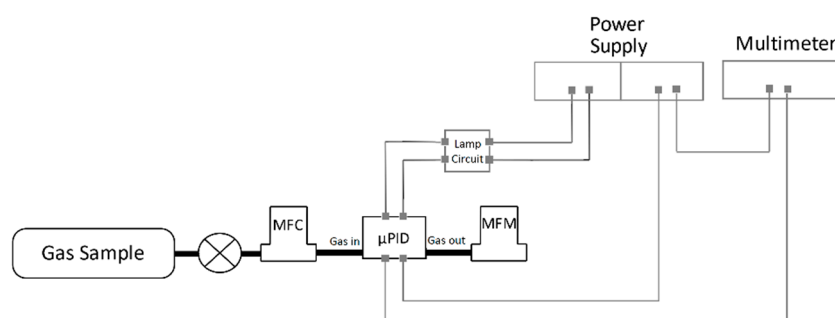 Power
Supply
Multimeter
Lamp
Circuit
MFC
MFM
Gas in
µPID
Gas out
Gas Sample